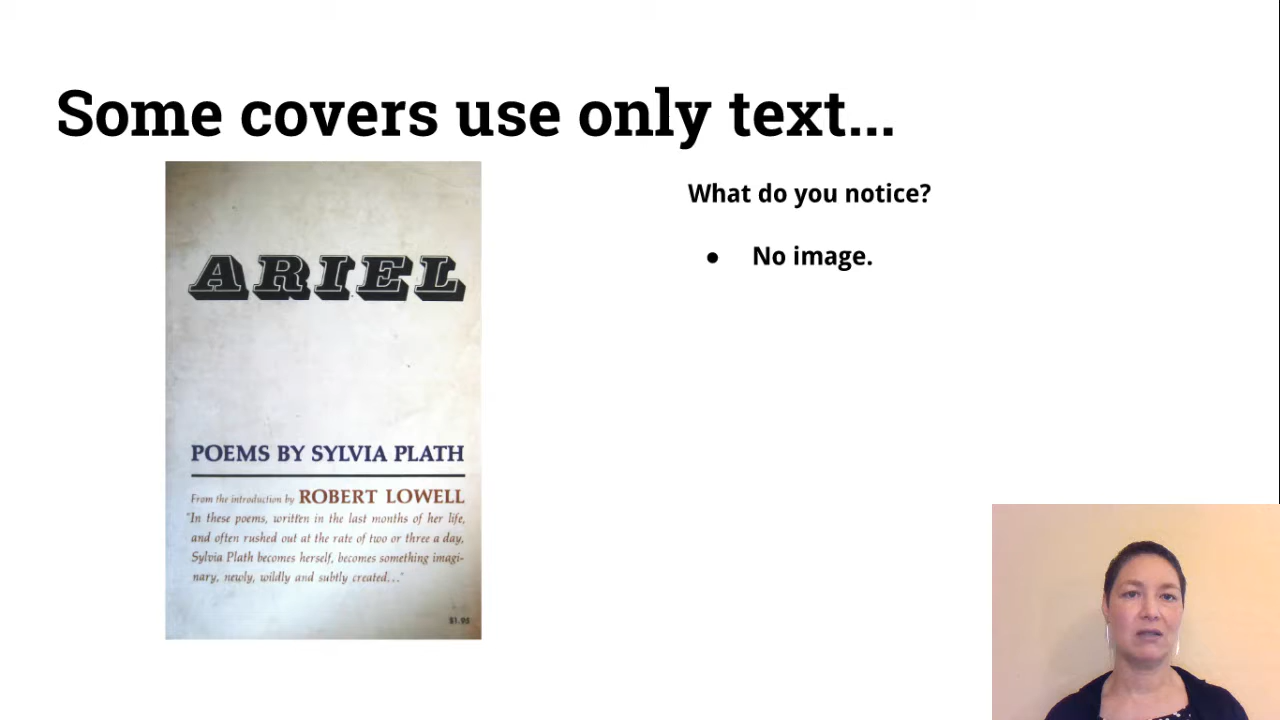 Some covers use only text...
ARIEL
POEMS BY SYLVIA PLATH
From the introduction by ROBERT LOWELL
"In these poems, written in the last months of her life,
and often rushed out at the rate of two or three a day,
Sylvia Plath becomes herself, becomes something imagi-
nary, newly, wildly and subtly created..."
$1.95
What do you notice?
● No image.